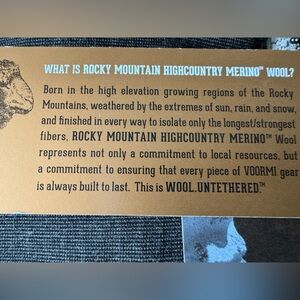 WHAT IS ROCKY MOUNTAIN HIGHCOUNTRY MERINO™ WOOL?
Born in the high elevation growing regions of the Rocky
Mountains, weathered by the extremes of sun, rain, and snow,
and finished in every way to isolate only the longest/strongest
fibers, ROCKY MOUNTAIN HIGHCOUNTRY MERINO™ Wool
represents not only a commitment to local resources, but
a commitment to ensuring that every piece of VOORMI gear
is always built to last. This is WOOL.UNTETHERED.™